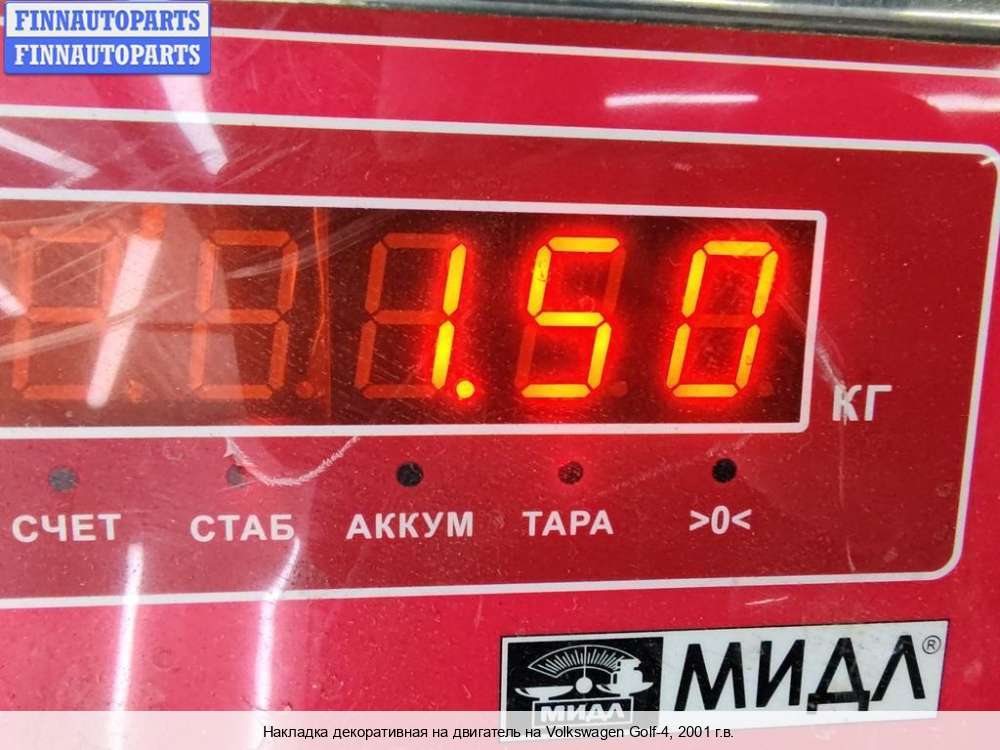 FINNAUTOPARTS
FINNAUTOPARTS
1.50
КГ
СЧЕТ СТАБ АККУМ ТАРА >0<
МИДЛ
МИДЛ®
Накладка декоративная на двигатель на Volkswagen Golf-4, 2001 г.в.